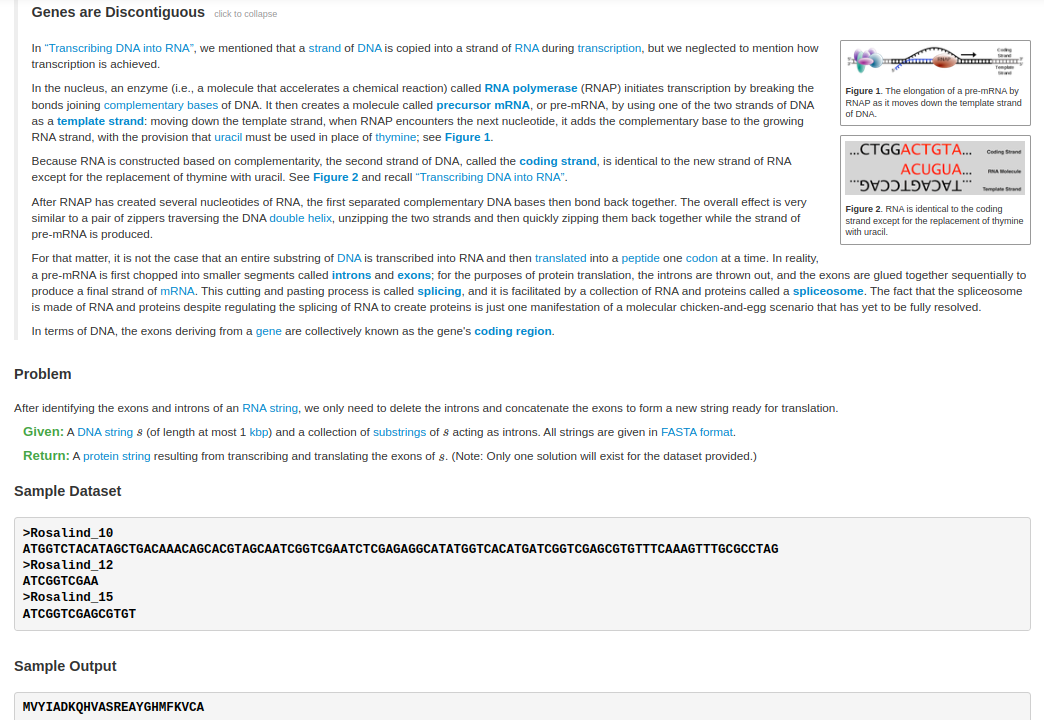 Genes are Discontiguous click to collapse
In “Transcribing DNA into RNA”, we mentioned that a strand of DNA is copied into a strand of RNA during transcription, but we neglected to mention how
transcription is achieved.
In the nucleus, an enzyme (i.e., a molecule that accelerates a chemical reaction) called RNA polymerase (RNAP) initiates transcription by breaking the
bonds joining complementary bases of DNA. It then creates a molecule called precursor mRNA, or pre-mRNA, by using one of the two strands of DNA
as a template strand: moving down the template strand, when RNAP encounters the next nucleotide, it adds the complementary base to the growing
RNA strand, with the provision that uracil must be used in place of thymine; see Figure 1.
Because RNA is constructed based on complementarity, the second strand of DNA, called the coding strand, is identical to the new strand of RNA
except for the replacement of thymine with uracil. See Figure 2 and recall “Transcribing DNA into RNA”.
After RNAP has created several nucleotides of RNA, the first separated complementary DNA bases then bond back together. The overall effect is very
similar to a pair of zippers traversing the DNA double helix, unzipping the two strands and then quickly zipping them back together while the strand of
pre-mRNA is produced.
For that matter, it is not the case that an entire substring of DNA is transcribed into RNA and then translated into a peptide one codon at a time. In reality,
a pre-mRNA is first chopped into smaller segments called introns and exons; for the purposes of protein translation, the introns are thrown out, and the exons are glued together sequentially to
produce a final strand of mRNA. This cutting and pasting process is called splicing, and it is facilitated by a collection of RNA and proteins called a spliceosome. The fact that the spliceosome
is made of RNA and proteins despite regulating the splicing of RNA to create proteins is just one manifestation of a molecular chicken-and-egg scenario that has yet to be fully resolved.
In terms of DNA, the exons deriving from a gene are collectively known as the gene's coding region.
Coding
Strand
RNAP
Template
Strand
Figure 1. The elongation of a pre-mRNA by
RNAP as it moves down the template strand
of DNA.
...CTGGACTGTA... Coding Strand
ACUGUA... RNA Molecule
...GACCTGACAT... Template Strand
Figure 2. RNA is identical to the coding
strand except for the replacement of thymine
with uracil.
Problem
After identifying the exons and introns of an RNA string, we only need to delete the introns and concatenate the exons to form a new string ready for translation.
Given: A DNA string s (of length at most 1 kbp) and a collection of substrings of s acting as introns. All strings are given in FASTA format.
Return: A protein string resulting from transcribing and translating the exons of s. (Note: Only one solution will exist for the dataset provided.)
Sample Dataset
>Rosalind_10
ATGGTCTACATAGCTGACAAACAGCACGTAGCAATCGGTCGAATCTCGAGAGGCATATGGTCACATGATCGGTCGAGCGTGTTTCAAAGTTTGCGCCTAG
>Rosalind_12
ATCGGTCGAA
>Rosalind_15
ATCGGTCGAGCGTGT
Sample Output
MVYIADKQHVASREAYGHMFKVCA